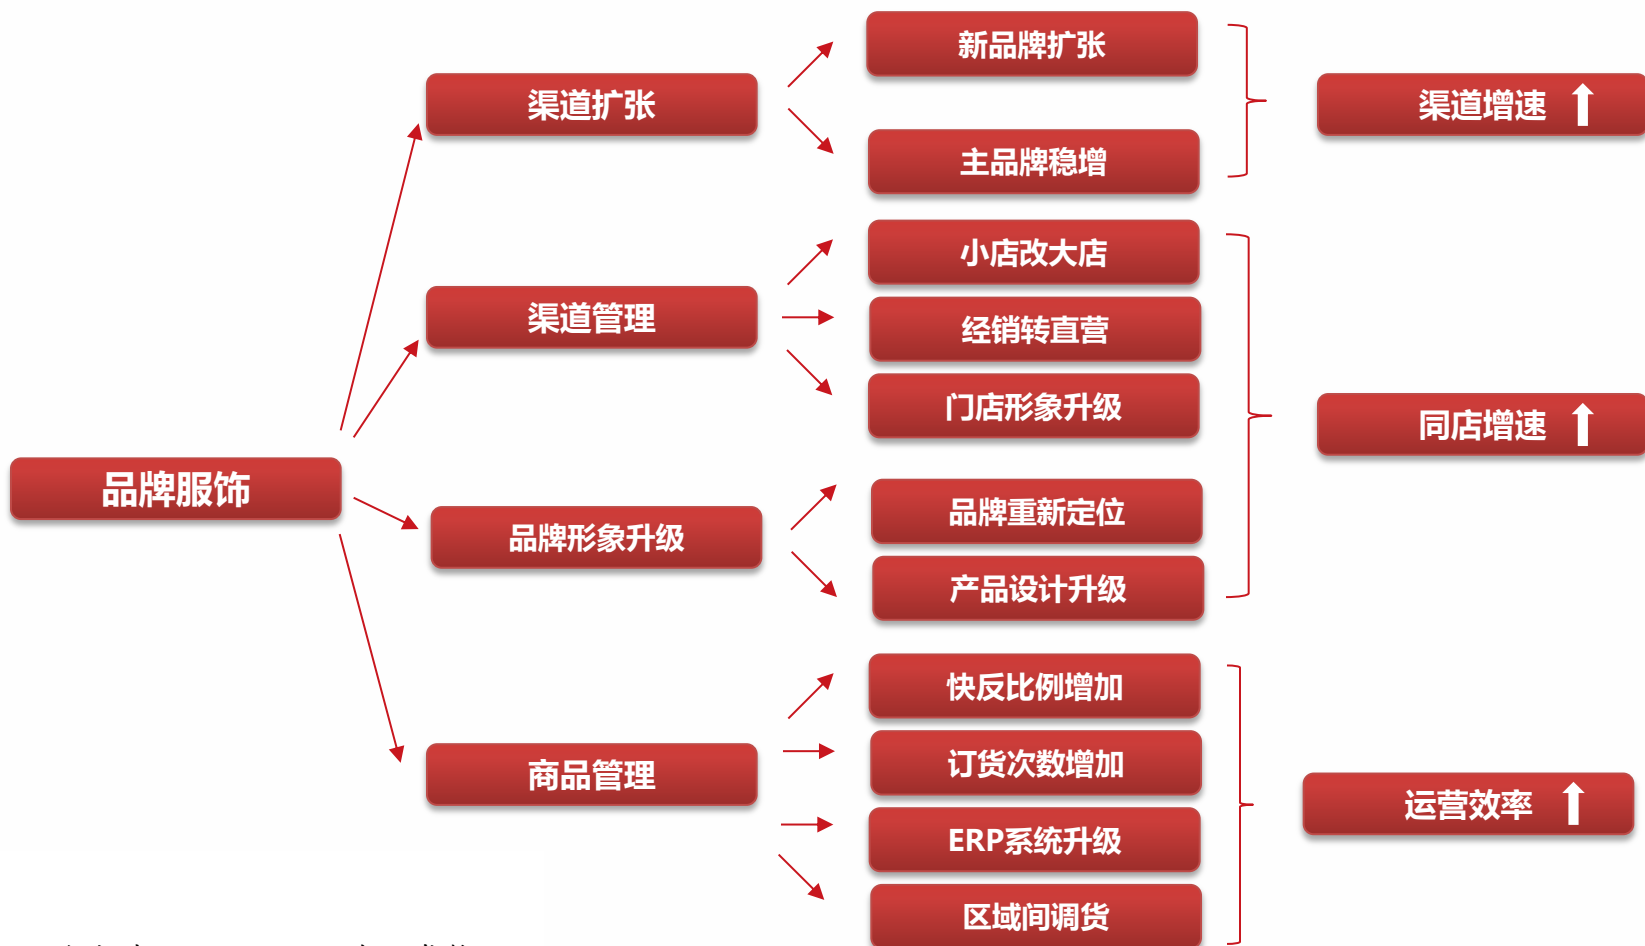 新品牌扩张
渠道扩张
渠道增速
主品牌稳增
小店改大店
渠道管理
经销转直营
门店形象升级
同店增速
品牌服饰
品牌重新定位
品牌形象升级
产品设计升级
快反比例增加
订货次数增加
商品管理
运营效率
ERP系统升级
区域间调货